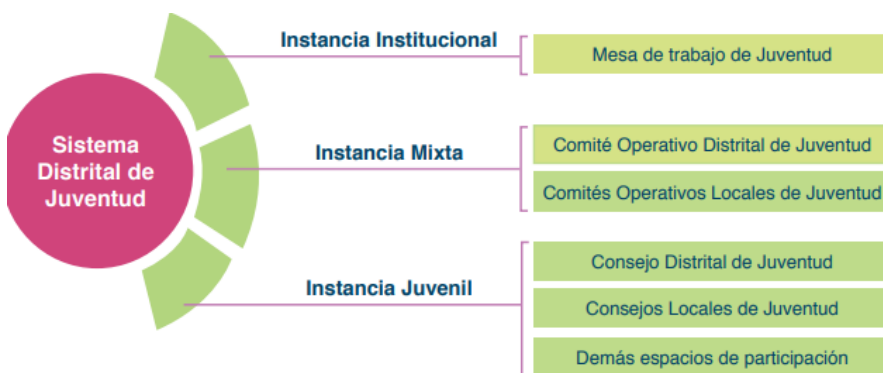 Sistema
Distrital de
Juventud
Instancia Institucional
Mesa de trabajo de Juventud
Instancia Mixta
Comité Operativo Distrital de Juventud
Comités Operativos Locales de Juventud
Instancia Juvenil
Consejo Distrital de Juventud
Consejos Locales de Juventud
Demás espacios de participación